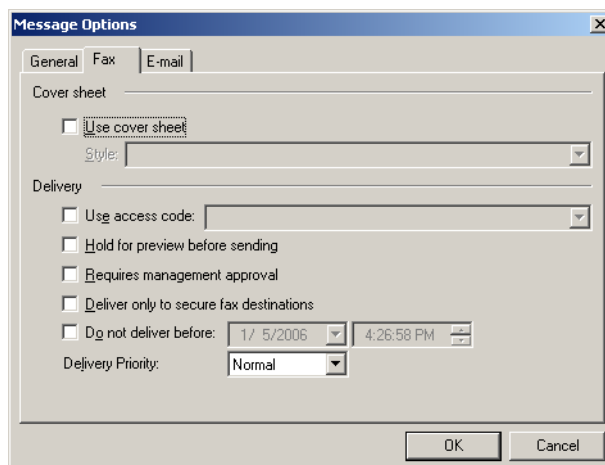 Message Options
General Fax E-mail
Cover sheet
Use cover sheet
Style:
Delivery
Use access code:
Hold for preview before sending
Requires management approval
Deliver only to secure fax destinations
Do not deliver before: 1/ 5/2006 4:26:58 PM
Delivery Priority: Normal
OK Cancel